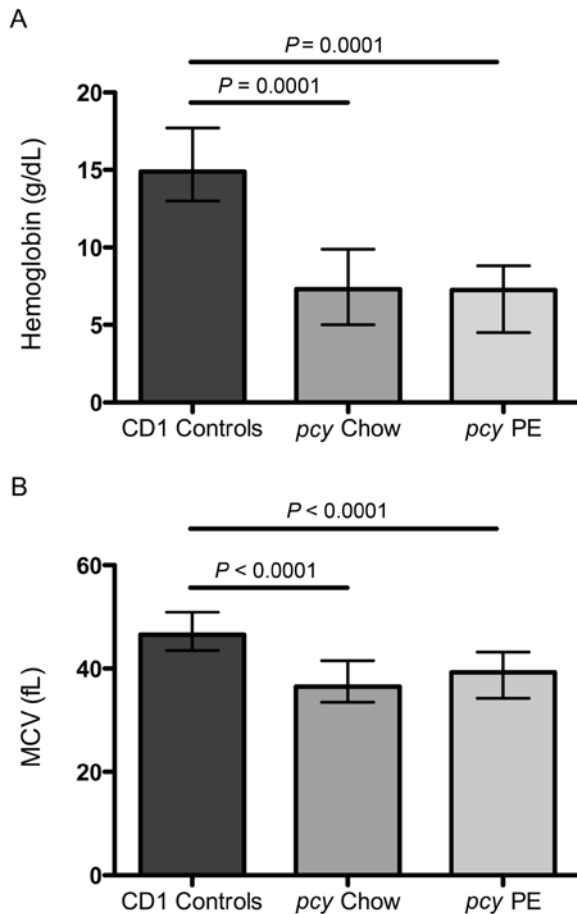 A
P = 0.0001
P = 0.0001
20
15
10
5
0
Hemoglobin (g/dL)
CD1 Controls
pcy Chow
pcy PE
B
P < 0.0001
P < 0.0001
60
40
20
0
MCV (fL)
CD1 Controls
pcy Chow
pcy PE